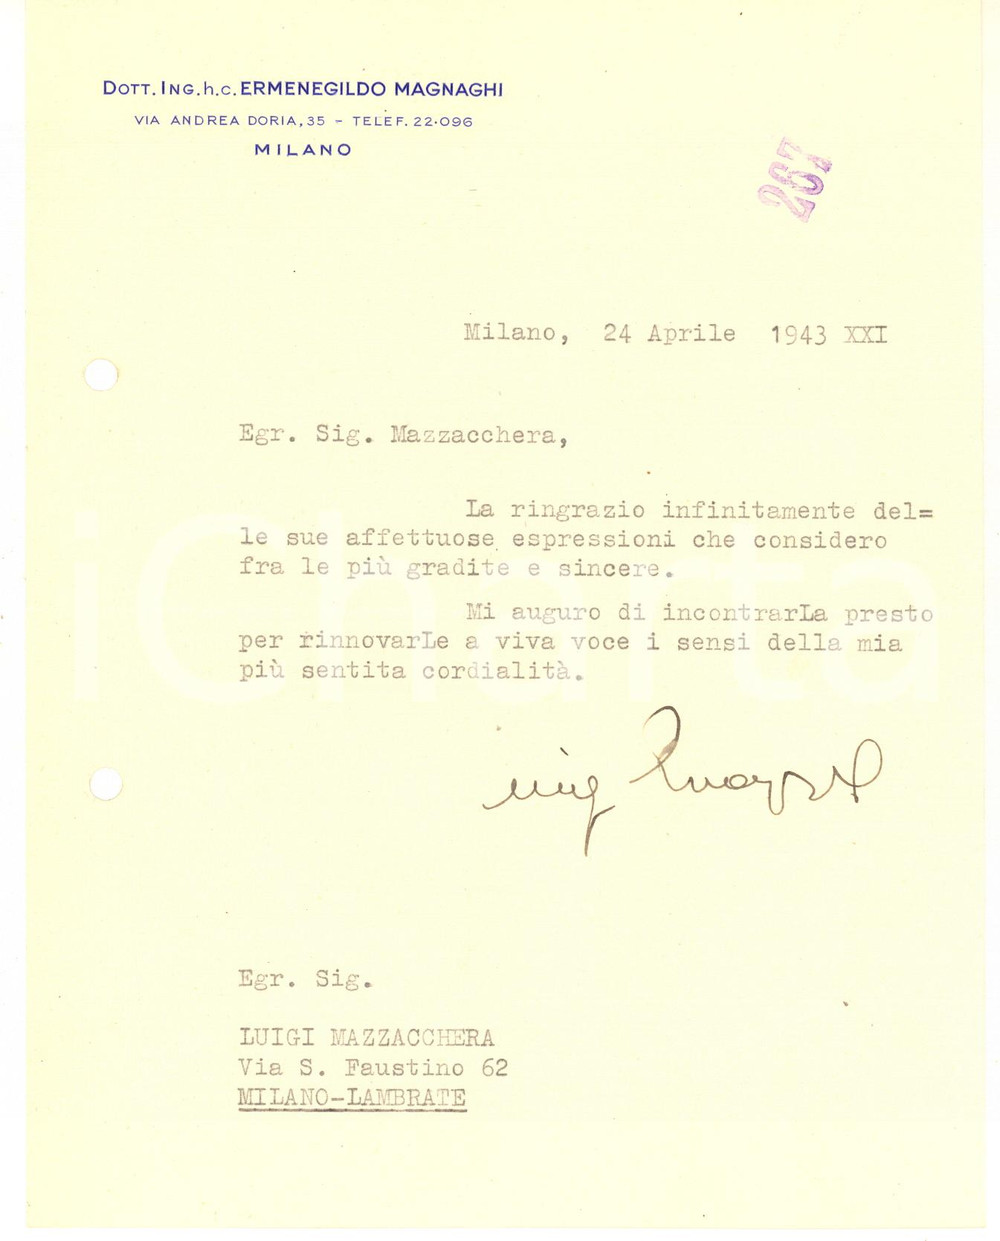 DOTT. ING. h.c. ERMENEGILDO MAGNAGHI
VIA ANDREA DORIA, 35 - TELEF. 22-096
MILANO
267
Milano, 24 Aprile 1943 XXI
Egr. Sig. Mazzacchera,
La ringrazio infinitamente del=
le sue affettuose espressioni che considero
fra le più gradite e sincere.
Mi auguro di incontrarLa presto
per rinnovarLe a viva voce i sensi della mia
più sentita cordialità.
Egr. Sig.
LUIGI MAZZACCHERA
Via S. Faustino 62
MILANO-LAMBRATE
iCharta